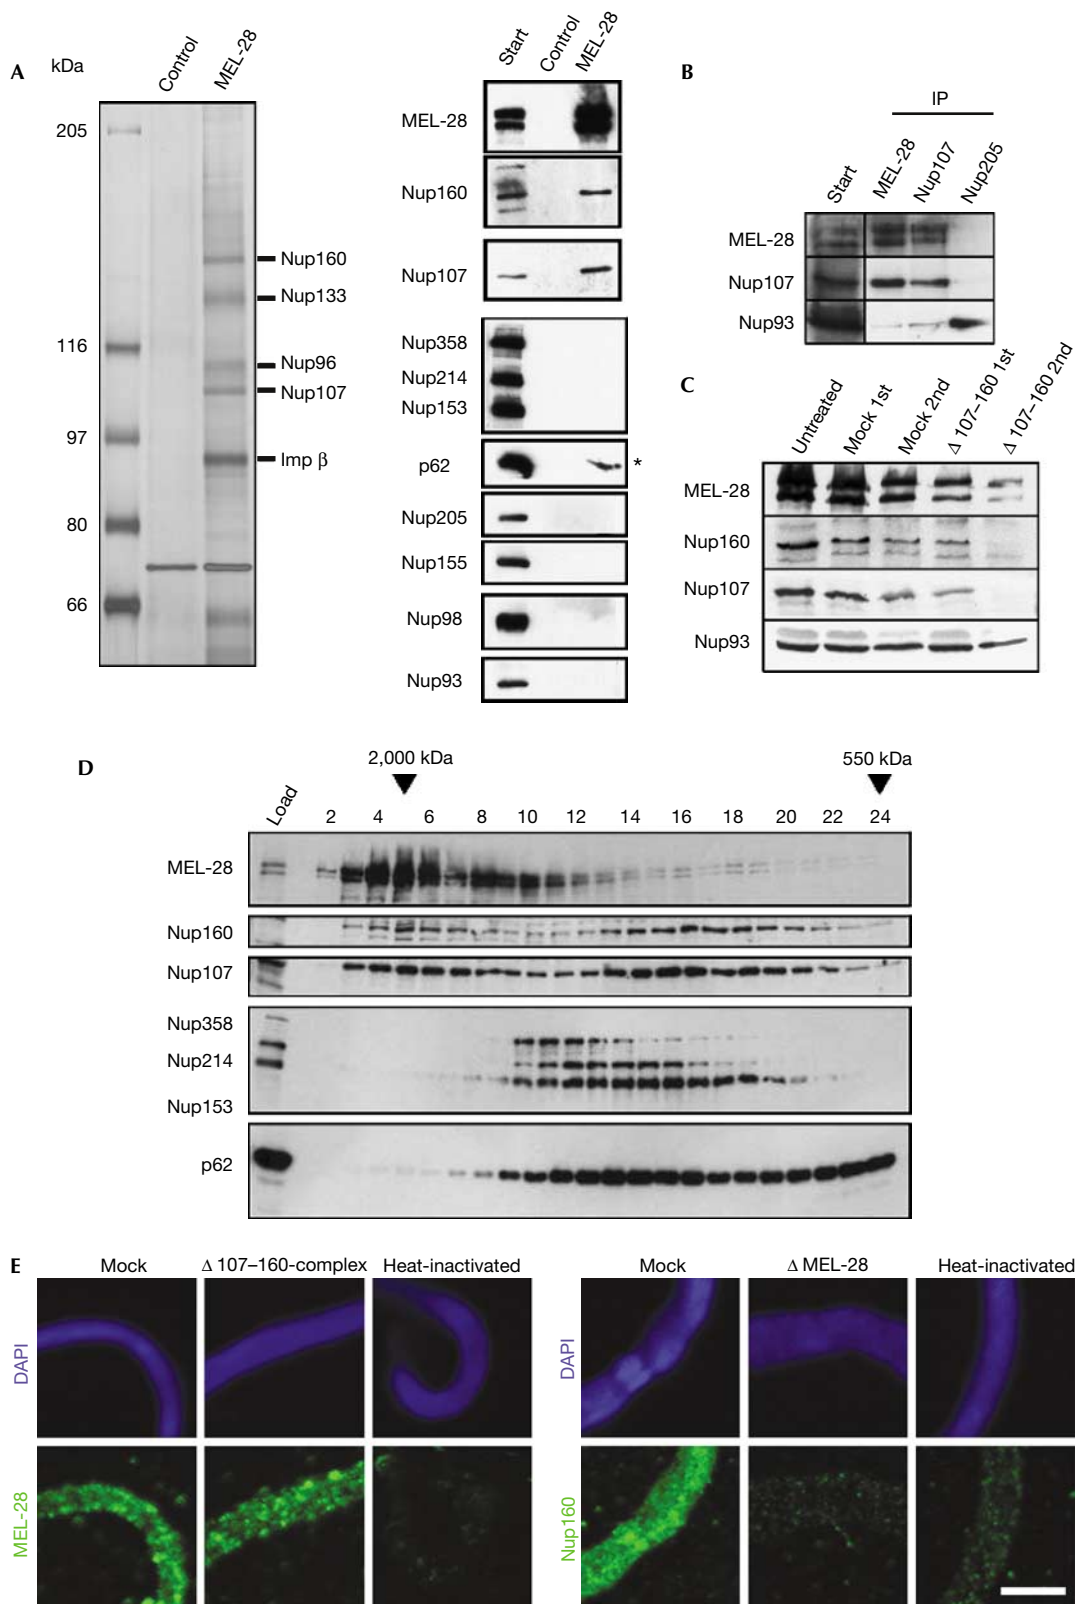 A
kDa
Control
MEL-28
205
116
97
80
66
Nup160
Nup133
Nup96
Nup107
Imp β
Start
Control
MEL-28
MEL-28
Nup160
Nup107
Nup358
Nup214
Nup153
p62
*
Nup205
Nup155
Nup98
Nup93
B
IP
Start
MEL-28
Nup107
Nup205
MEL-28
Nup107
Nup93
C
Untreated
Mock 1st
Mock 2nd
Δ 107–160 1st
Δ 107–160 2nd
MEL-28
Nup160
Nup107
Nup93
D
2,000 kDa
550 kDa
Load
2 4 6 8 10 12 14 16 18 20 22 24
MEL-28
Nup160
Nup107
Nup358
Nup214
Nup153
p62
E
Mock
Δ 107–160-complex
Heat-inactivated
Mock
Δ MEL-28
Heat-inactivated
DAPI
DAPI
MEL-28
Nup160